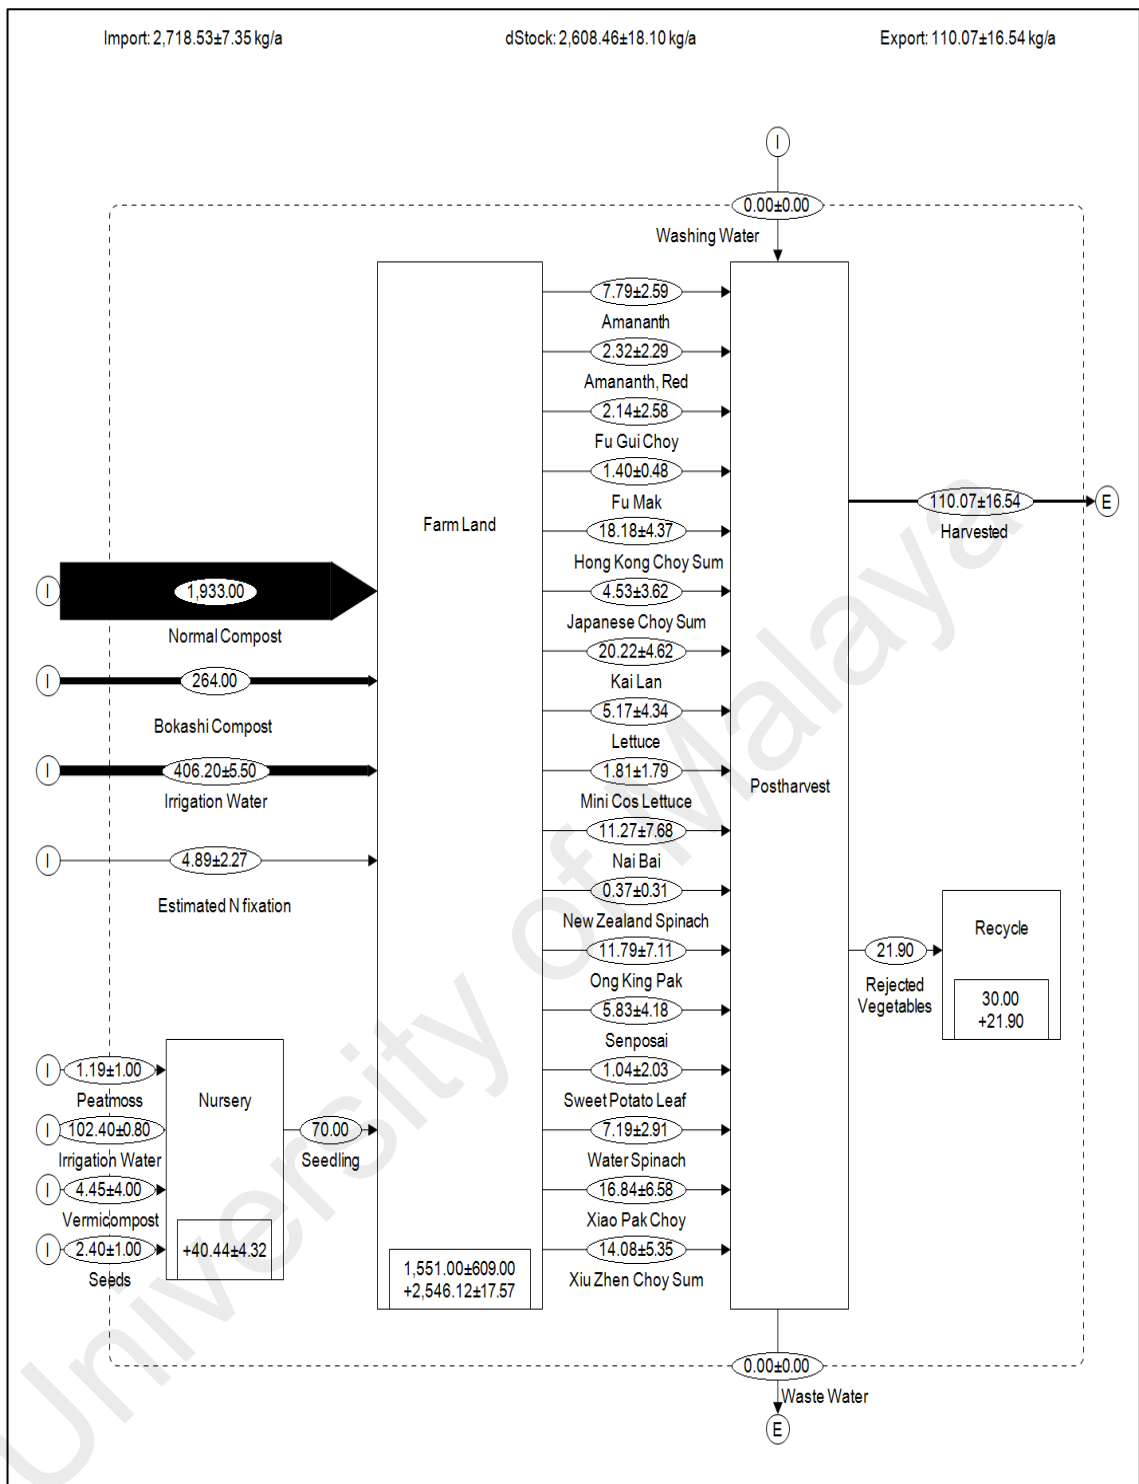 Import: 2,718.53±7.35 kg/a
dStock: 2,608.46±18.10 kg/a
Export: 110.07±16.54 kg/a
I
0.00±0.00
Washing Water
7.79±2.59
Amananth
2.32±2.29
Amananth, Red
2.14±2.58
Fu Gui Choy
1.40±0.48
Fu Mak
18.18±4.37
Hong Kong Choy Sum
4.53±3.62
Japanese Choy Sum
20.22±4.62
Kai Lan
5.17±4.34
Lettuce
1.81±1.79
Mini Cos Lettuce
11.27±7.68
Nai Bai
0.37±0.31
New Zealand Spinach
11.79±7.11
Ong King Pak
5.83±4.18
Senposai
1.04±2.03
Sweet Potato Leaf
7.19±2.91
Water Spinach
16.84±6.58
Xiao Pak Choy
14.08±5.35
Xiu Zhen Choy Sum
Farm Land
1,551.00±609.00
+2,546.12±17.57
I
1,933.00
Normal Compost
I
264.00
Bokashi Compost
I
406.20±5.50
Irrigation Water
I
4.89±2.27
Estimated N fixation
I
1.19±1.00
Peatmoss
I
102.40±0.80
Irrigation Water
I
4.45±4.00
Vermicompost
I
2.40±1.00
Seeds
Nursery
+40.44±4.32
70.00
Seedling
Postharvest
110.07±16.54
Harvested
E
21.90
Rejected
Vegetables
Recycle
30.00
+21.90
0.00±0.00
Waste Water
E
University of Malaya